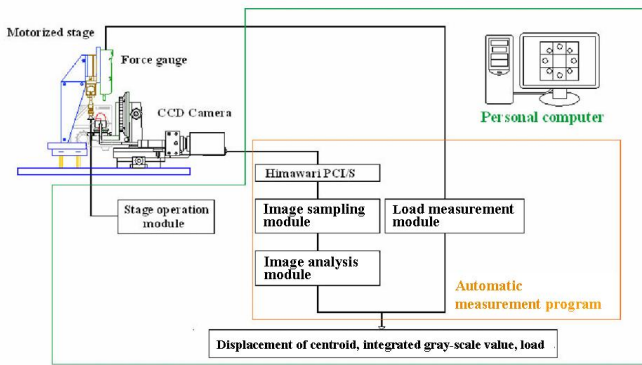 Motorized stage
Force gauge
CCD Camera
Personal computer
Himawari PCI/S
Stage operation
module
Image sampling
module
Load measurement
module
Image analysis
module
Automatic
measurement program
Displacement of centroid, integrated gray-scale value, load